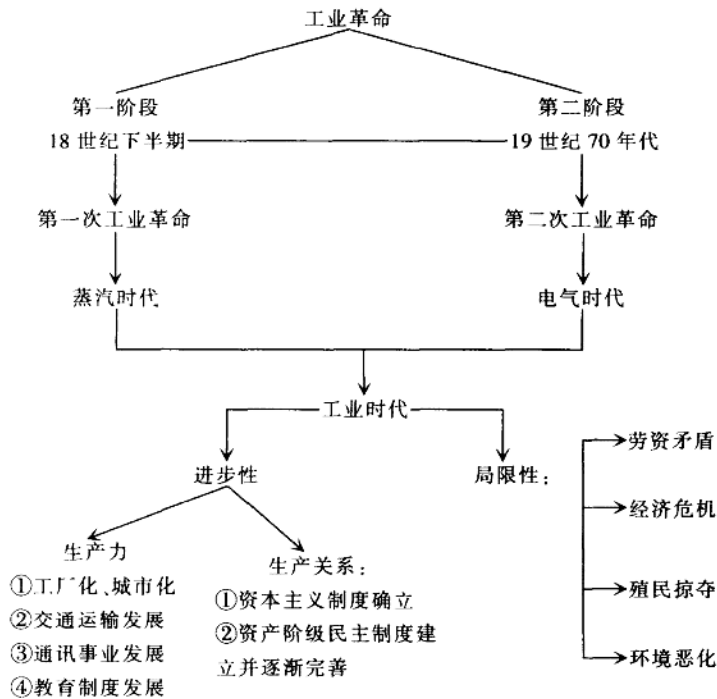 工业革命
第一阶段
第二阶段
18世纪下半期
19世纪70年代
第一次工业革命
第二次工业革命
蒸汽时代
电气时代
工业时代
进步性
局限性：
劳资矛盾
经济危机
殖民掠夺
环境恶化
生产力
①工厂化、城市化
②交通运输发展
③通讯事业发展
④教育制度发展
生产关系：
①资本主义制度确立
②资产阶级民主制度建
立并逐渐完善